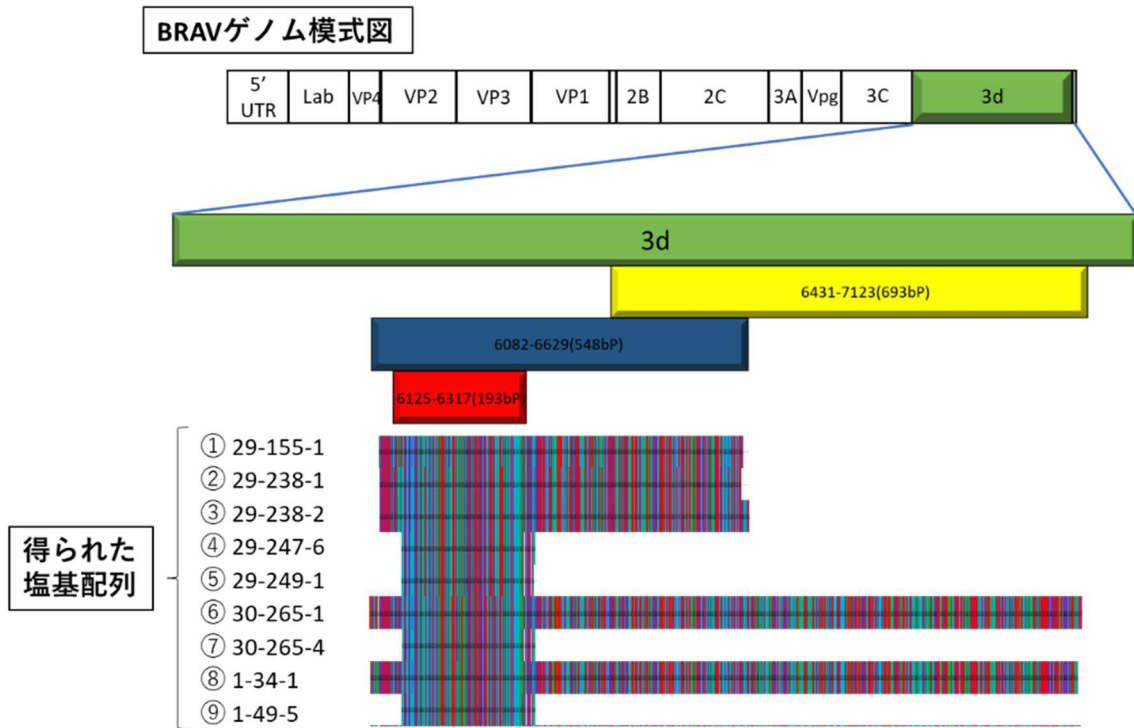 BRAVゲノム模式図
5'
UTR
Lab
VP4
VP2
VP3
VP1
2B
2C
3A
Vpg
3C
3d
3d
6431-7123(693bP)
6082-6629(548bP)
6125-6317(193bP)
① 29-155-1
② 29-238-1
③ 29-238-2
④ 29-247-6
⑤ 29-249-1
⑥ 30-265-1
⑦ 30-265-4
⑧ 1-34-1
⑨ 1-49-5
得られた
塩基配列